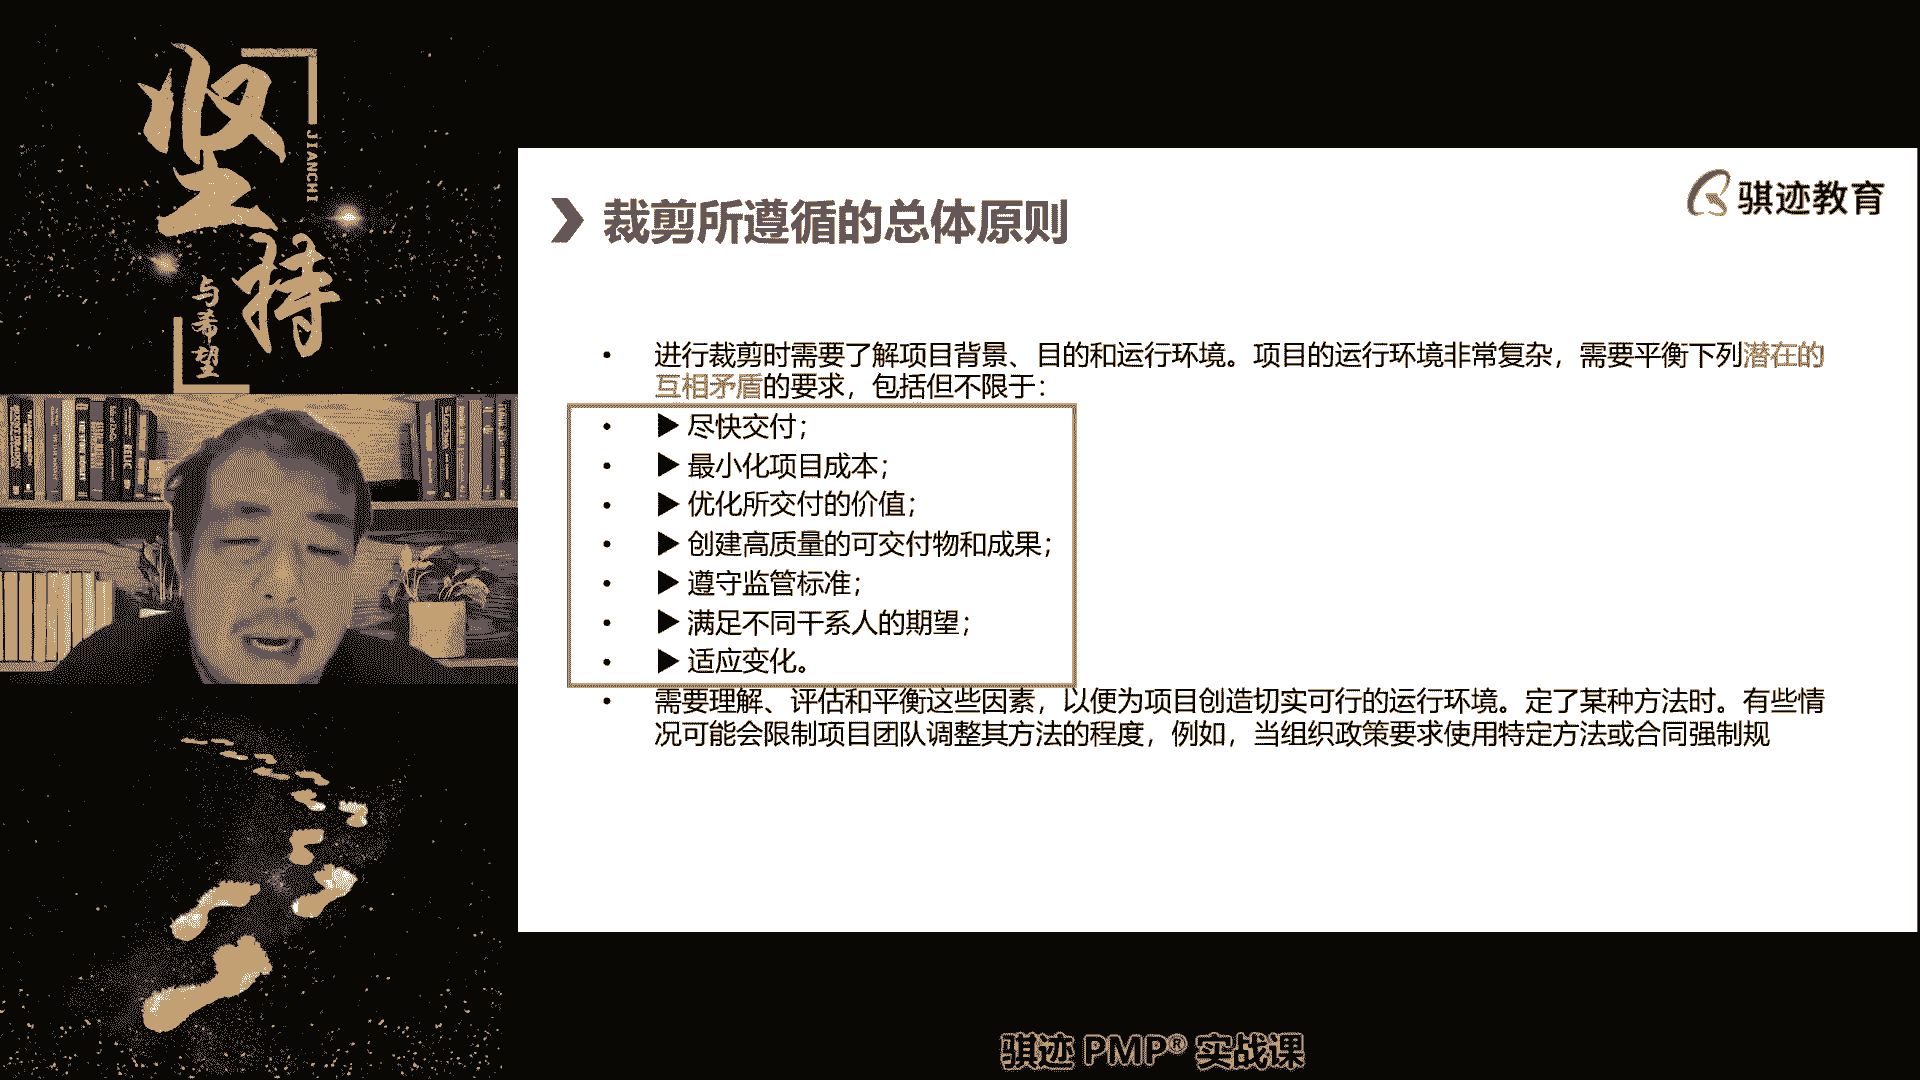 坚持
JIANCHI
与希望
骐迹教育
裁剪所遵循的总体原则
• 进行裁剪时需要了解项目背景、目的和运行环境。项目的运行环境非常复杂，需要平衡下列潜在的
互相矛盾的要求，包括但不限于：
• ▶ 尽快交付；
• ▶ 最小化项目成本；
• ▶ 优化所交付的价值；
• ▶ 创建高质量的可交付物和成果；
• ▶ 遵守监管标准；
• ▶ 满足不同干系人的期望；
• ▶ 适应变化。
• 需要理解、评估和平衡这些因素，以便为项目创造切实可行的运行环境。定了某种方法时。有些情
况可能会限制项目团队调整其方法的程度，例如，当组织政策要求使用特定方法或合同强制规
骐迹 PMP® 实战课